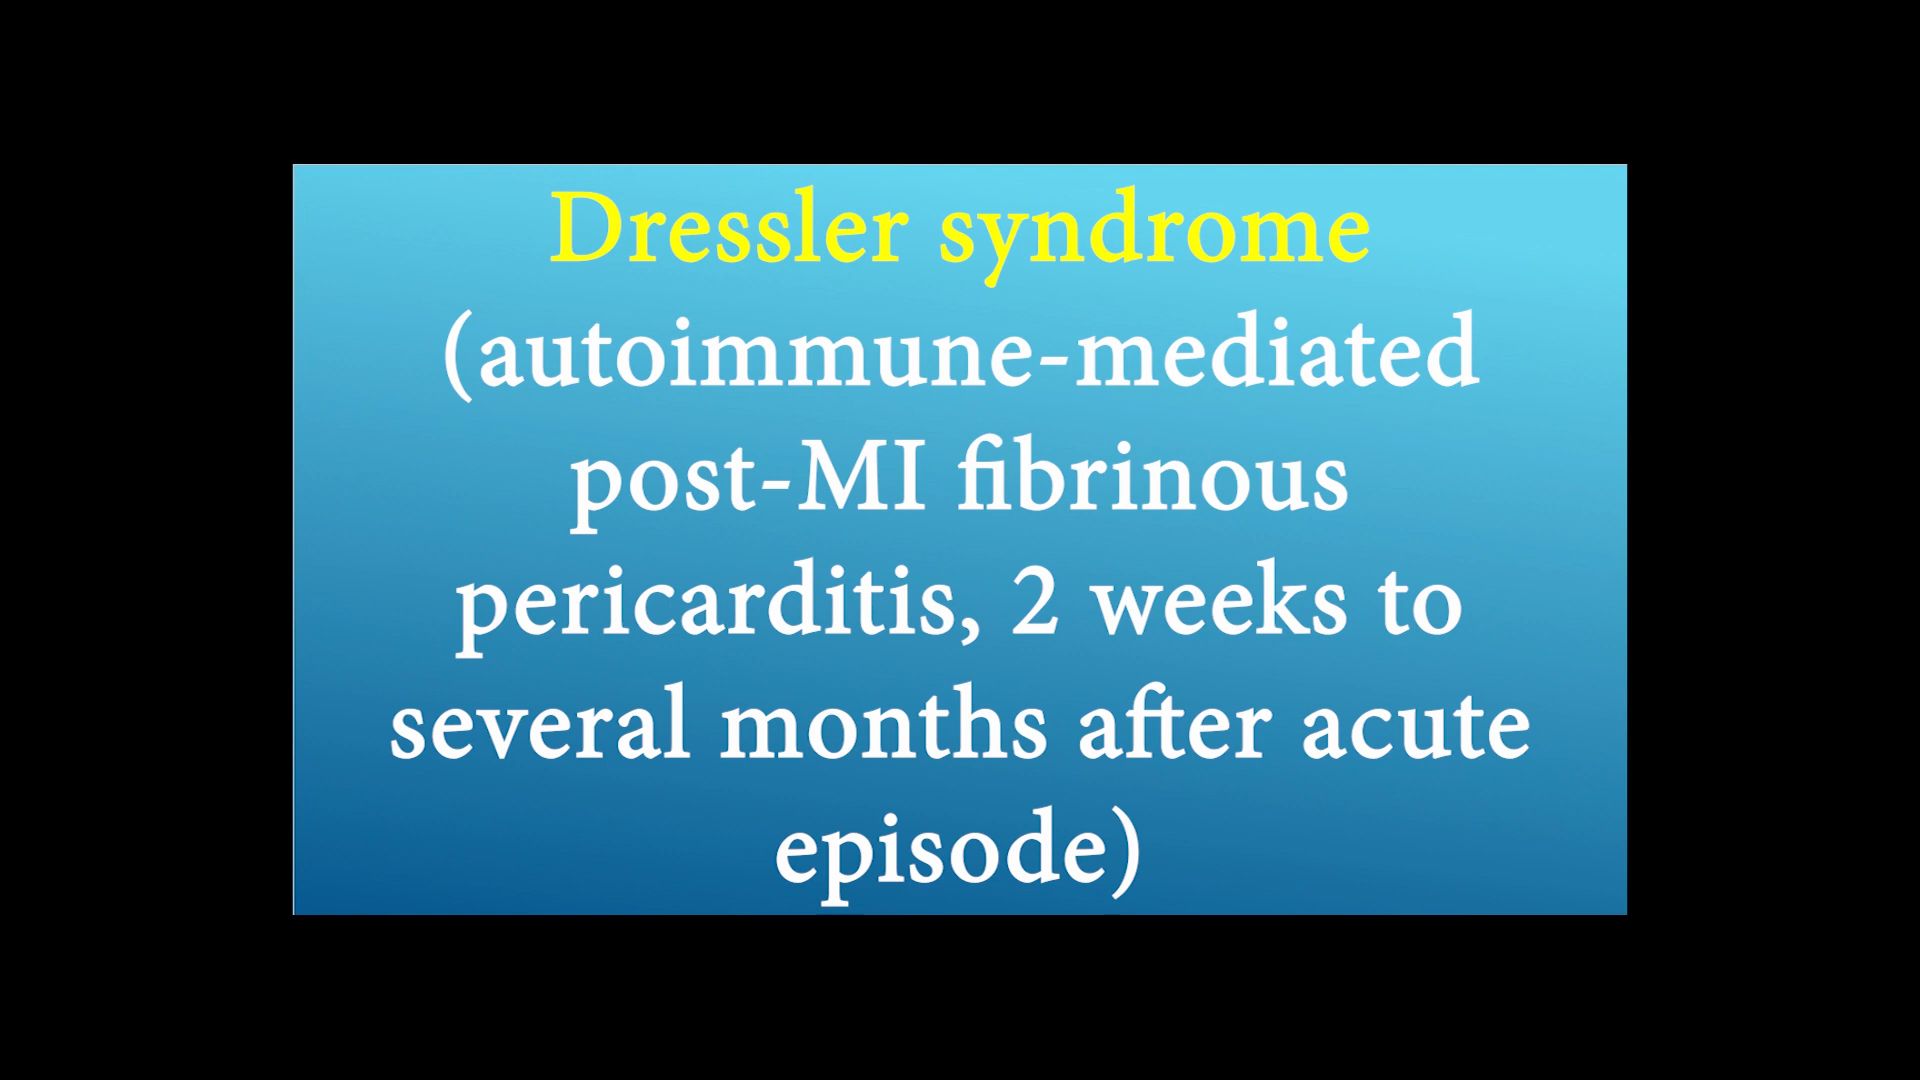 Dressler syndrome
(autoimmune-mediated
post-MI fibrinous
pericarditis, 2 weeks to
several months after acute
episode)